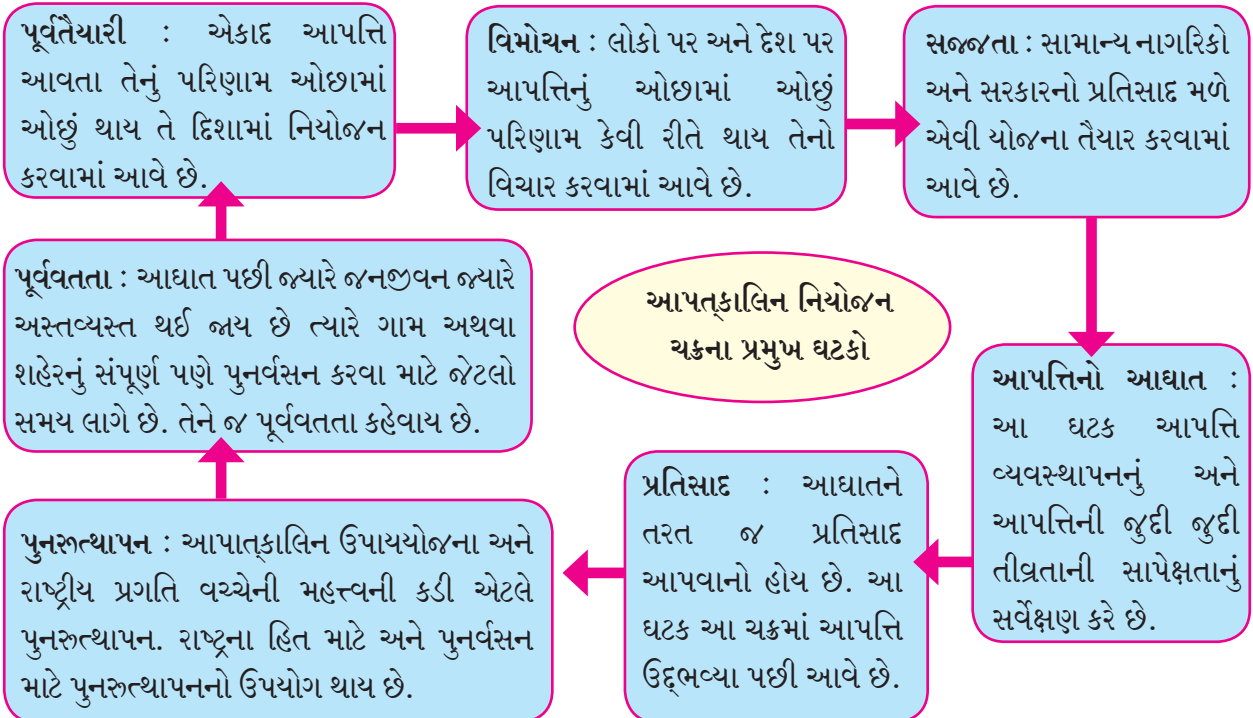 પૂર્વતૈયારી : એકાદ આપત્તિ
આવતા તેનું પરિણામ ઓછામાં
ઓછું થાય તે દિશામાં નિયોજન
કરવામાં આવે છે.
વિમોચન : લોકો પર અને દેશ પર
આપત્તિનું ઓછામાં ઓછું
પરિણામ કેવી રીતે થાય તેનો
વિચાર કરવામાં આવે છે.
સજ્જતા : સામાન્ય નાગરિકો
અને સરકારનો પ્રતિસાદ મળે
એવી યોજના તૈયાર કરવામાં
આવે છે.
આપત્તિનો આઘાત :
આ ઘટક આપત્તિ
વ્યવસ્થાપનનું અને
આપત્તિની જુદી જુદી
તીવ્રતાની સાપેક્ષતાનું
સર્વેક્ષણ કરે છે.
પ્રતિસાદ : આઘાતને
તરત જ પ્રતિસાદ
આપવાનો હોય છે. આ
ઘટક આ ચક્રમાં આપત્તિ
ઉદ્‌ભવ્યા પછી આવે છે.
પુનરુત્થાપન : આપાત્‌કાલિન ઉપાયયોજના અને
રાષ્ટ્રીય પ્રગતિ વચ્ચેની મહત્ત્વની કડી એટલે
પુનરુત્થાપન. રાષ્ટ્રના હિત માટે અને પુનર્વસન
માટે પુનરુત્થાપનનો ઉપયોગ થાય છે.
પૂર્વવતતા : આઘાત પછી જ્યારે જનજીવન જ્યારે
અસ્તવ્યસ્ત થઈ જાય છે ત્યારે ગામ અથવા
શહેરનું સંપૂર્ણ પણે પુનર્વસન કરવા માટે જેટલો
સમય લાગે છે. તેને જ પૂર્વવતતા કહેવાય છે.
આપત્‌કાલિન નિયોજન
ચક્રના પ્રમુખ ઘટકો